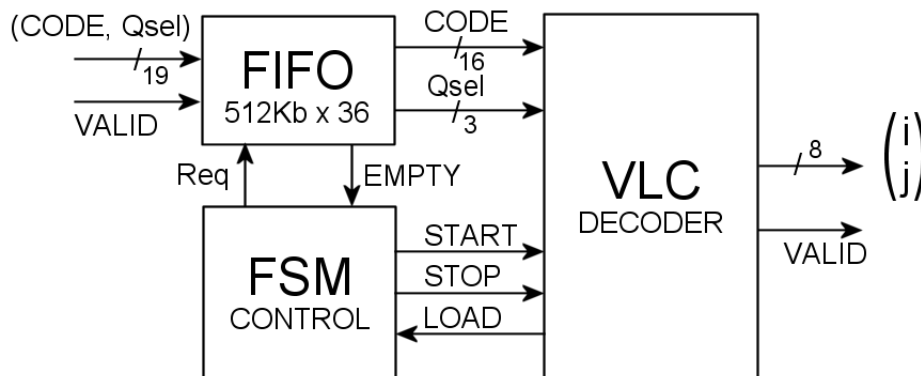 (CODE, Qsel)
19
VALID
FIFO
512Kb x 36
CODE
16
Qsel
3
Req
EMPTY
FSM
CONTROL
START
STOP
LOAD
VLC
DECODER
8
(i
j)
VALID